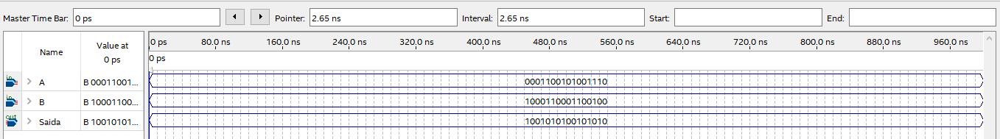 Master Time Bar: 0 ps Pointer: 2.65 ns Interval: 2.65 ns Start: End:
Name Value at 0 ps
0 ps 80.0 ns 160.0 ns 240.0 ns 320.0 ns 400.0 ns 480.0 ns 560.0 ns 640.0 ns 720.0 ns 800.0 ns 880.0 ns 960.0 ns
0 ps
in A B 00011001... 0001100101001110
in B B 10001100... 1000110001100100
out Saida B 10010101... 1001010100101010